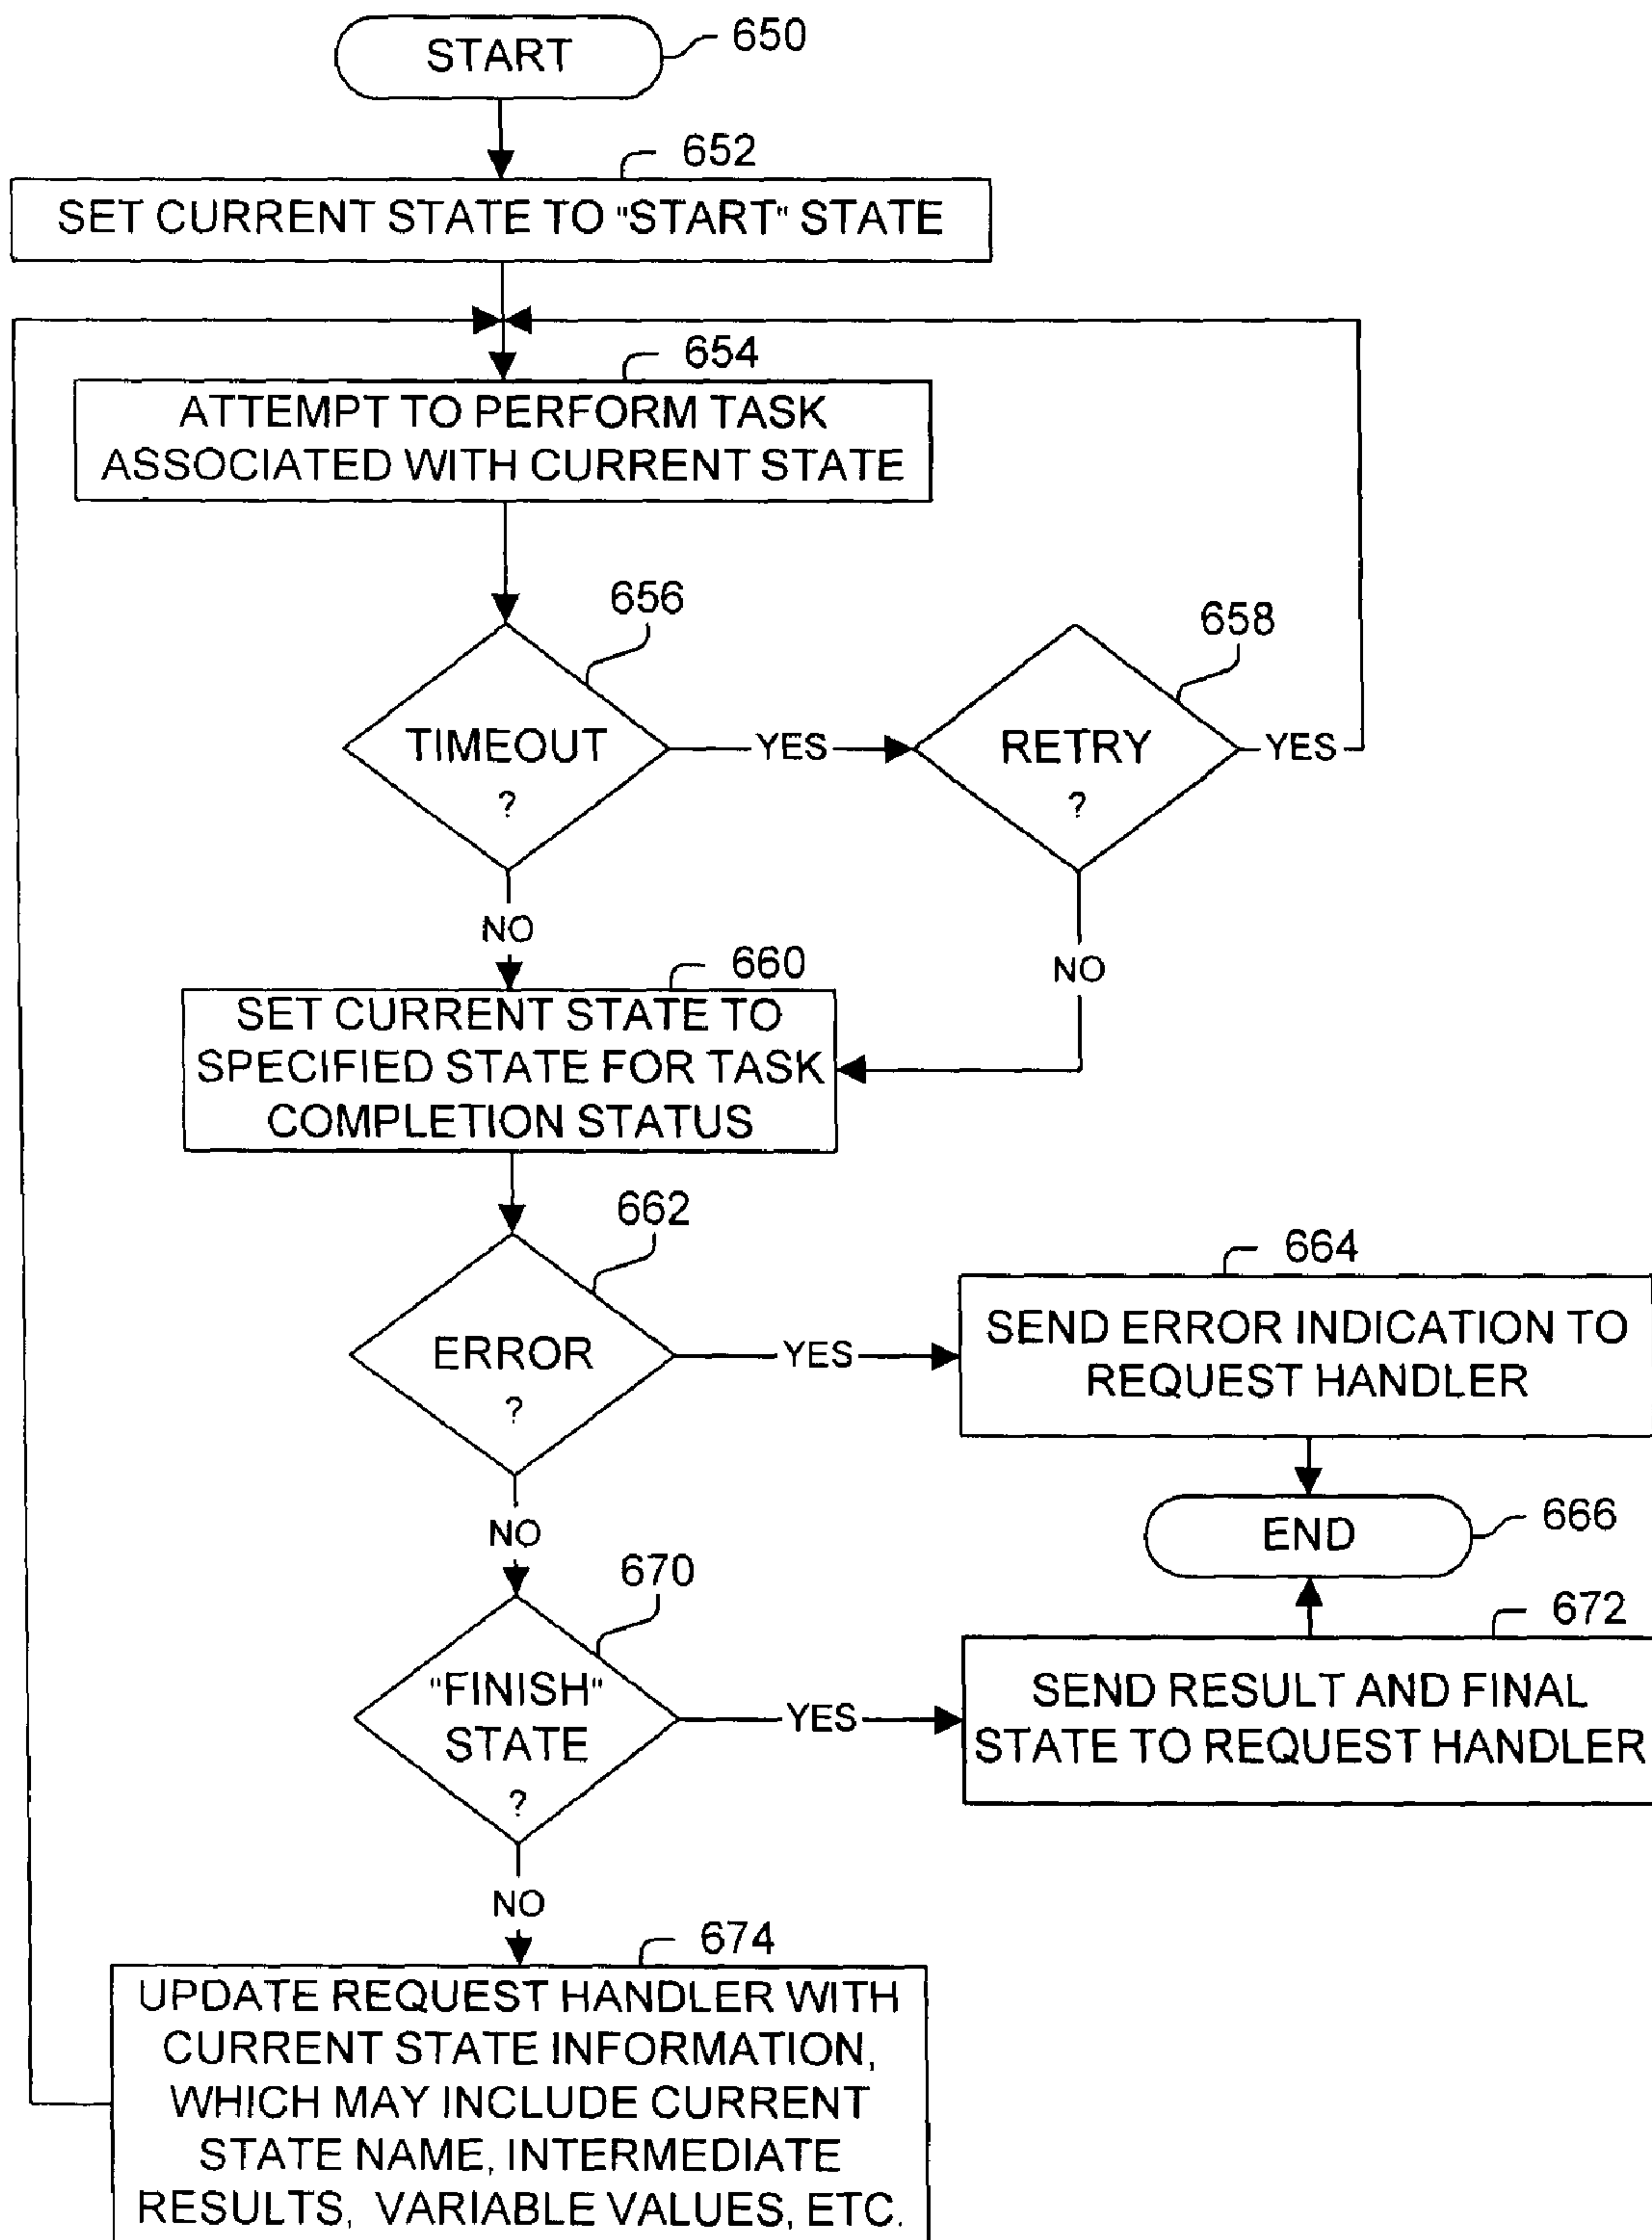 START
650
652
SET CURRENT STATE TO "START" STATE
654
ATTEMPT TO PERFORM TASK
ASSOCIATED WITH CURRENT STATE
656
658
TIMEOUT
?
YES
RETRY
?
YES
NO
NO
660
SET CURRENT STATE TO
SPECIFIED STATE FOR TASK
COMPLETION STATUS
662
664
ERROR
?
YES
SEND ERROR INDICATION TO
REQUEST HANDLER
NO
END
666
670
672
"FINISH"
STATE
?
YES
SEND RESULT AND FINAL
STATE TO REQUEST HANDLER
NO
674
UPDATE REQUEST HANDLER WITH
CURRENT STATE INFORMATION,
WHICH MAY INCLUDE CURRENT
STATE NAME, INTERMEDIATE
RESULTS, VARIABLE VALUES, ETC.